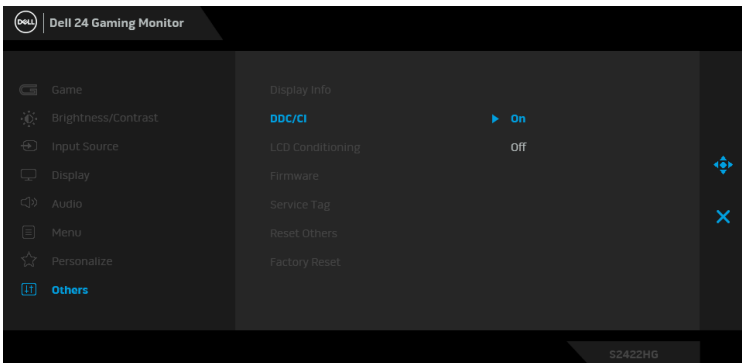 DELL Dell 24 Gaming Monitor
Game
Brightness/Contrast
Input Source
Display
Audio
Menu
Personalize
Others
Display Info
DDC/CI On
LCD Conditioning Off
Firmware
Service Tag
Reset Others
Factory Reset
S2422HG